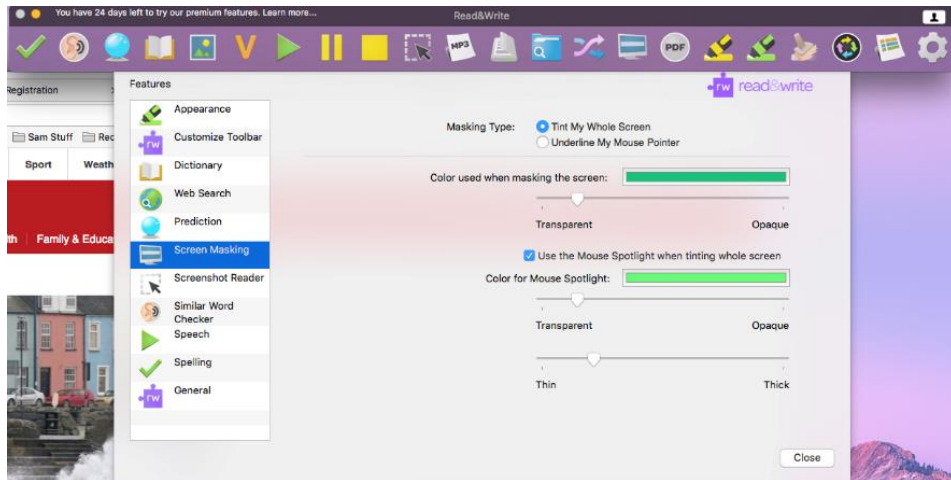 You have 24 days left to try our premium features. Learn more...
Read&Write
V
MP3
PDF
Registration
Sam Stuff
Rec
Sport
Weath
th
Family & Educa
Features
rw read&write
Appearance
rw Customize Toolbar
Dictionary
Web Search
Prediction
Screen Masking
Screenshot Reader
Similar Word
Checker
Speech
Spelling
rw General
Masking Type:
Tint My Whole Screen
Underline My Mouse Pointer
Color used when masking the screen:
Transparent
Opaque
Use the Mouse Spotlight when tinting whole screen
Color for Mouse Spotlight:
Transparent
Opaque
Thin
Thick
Close